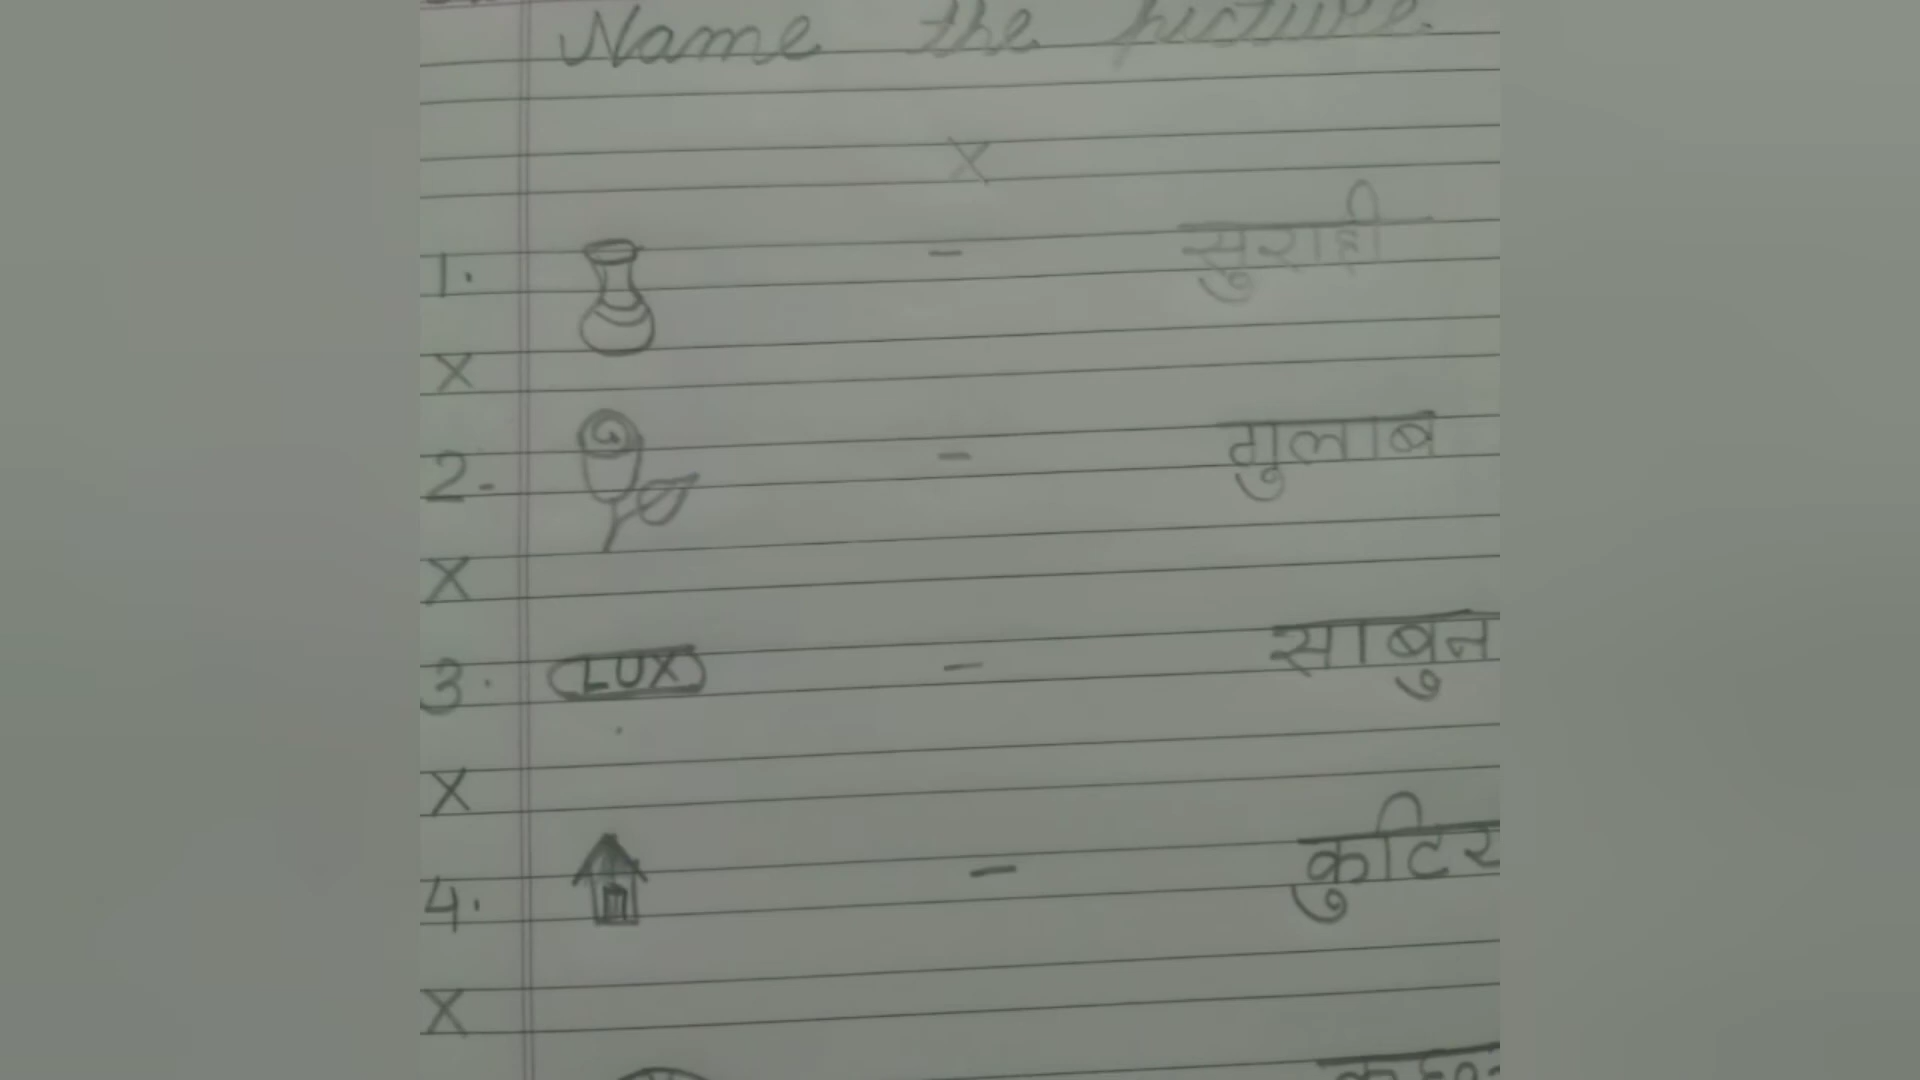 Name the picture.
X
1. - सुराही
X
2- - गुलाब
X
3. LUX - साबुन
X
4. - कुटिर
X